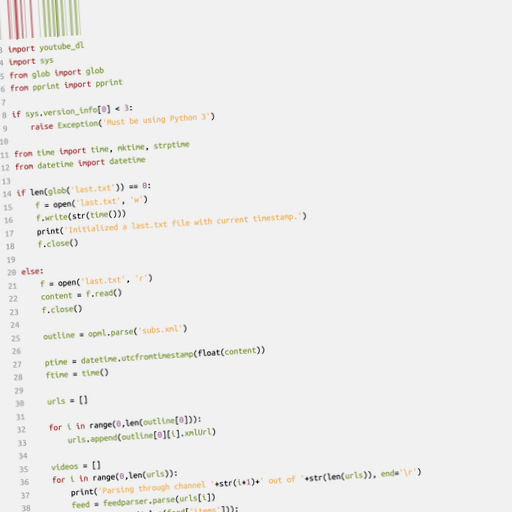 3 import youtube_dl
4 import sys
5 from glob import glob
6 from pprint import pprint
7
8 if sys.version_info[0] < 3:
9 raise Exception('Must be using Python 3')
10
11 from time import time, mktime, strptime
12 from datetime import datetime
13
14 if len(glob('last.txt')) == 0:
15 f = open('last.txt', 'w')
16 f.write(str(time()))
17 print('Initialized a last.txt file with current timestamp.')
18 f.close()
19
20 else:
21 f = open('last.txt', 'r')
22 content = f.read()
23 f.close()
24
25 outline = opml.parse('subs.xml')
26
27 ptime = datetime.utcfromtimestamp(float(content))
28 ftime = time()
29
30 urls = []
31
32 for i in range(0,len(outline[0])):
33 urls.append(outline[0][i].xmlUrl)
34
35 videos = []
36 for i in range(0,len(urls)):
37 print('Parsing through channel '+str(i+1)+' out of '+str(len(urls)), end='\r')
38 feed = feedparser.parse(urls[i])